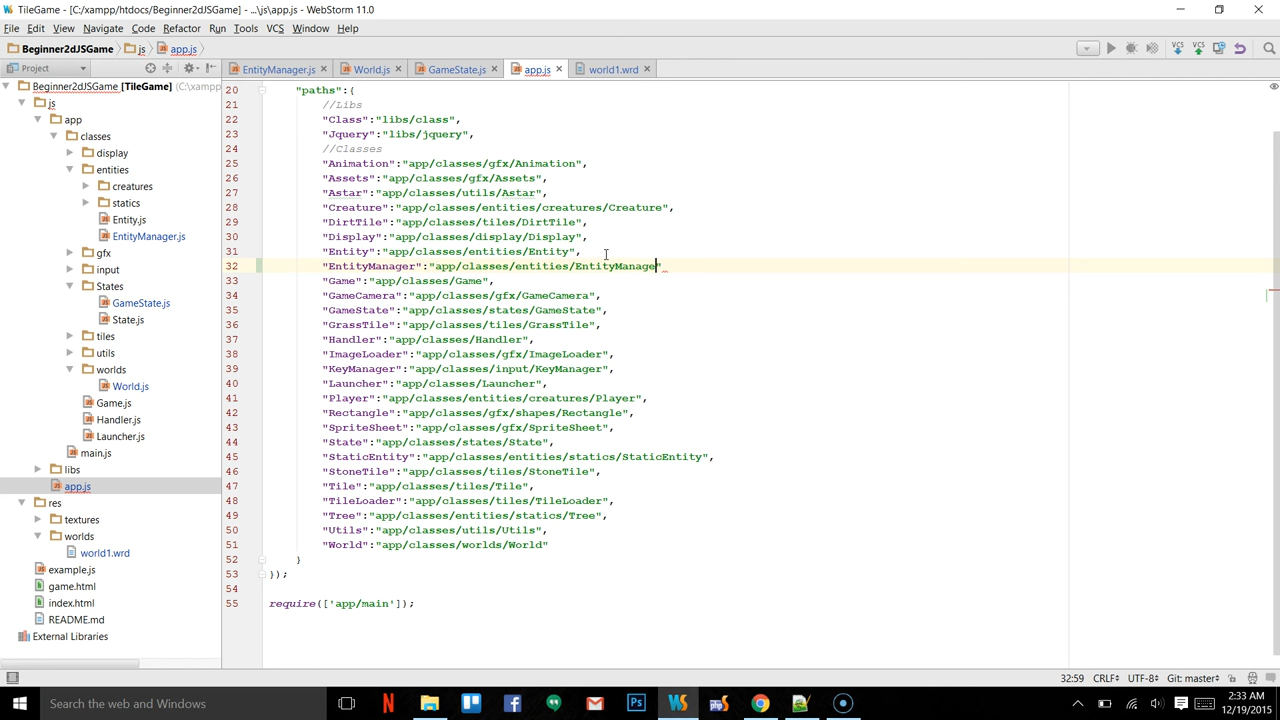 TileGame - [C:/xampp/htdocs/Beginner2dJSGame] - ...\js\app.js - WebStorm 11.0
File Edit View Navigate Code Refactor Run Tools VCS Window Help
Beginner2dJSGame js app.js VCS VCS
Project EntityManager.js World.js GameState.js app.js world1.wrd
Beginner2dJSGame [TileGame] (C:\xampp
js
app
classes
display
entities
creatures
statics
Entity.js
EntityManager.js
gfx
input
States
GameState.js
State.js
tiles
utils
worlds
World.js
Game.js
Handler.js
Launcher.js
main.js
libs
app.js
res
textures
worlds
world1.wrd
example.js
game.html
index.html
README.md
External Libraries
20 "paths":{
21 //Libs
22 "Class":"libs/class",
23 "Jquery":"libs/jquery",
24 //Classes
25 "Animation":"app/classes/gfx/Animation",
26 "Assets":"app/classes/gfx/Assets",
27 "Astar":"app/classes/utils/Astar",
28 "Creature":"app/classes/entities/creatures/Creature",
29 "DirtTile":"app/classes/tiles/DirtTile",
30 "Display":"app/classes/display/Display",
31 "Entity":"app/classes/entities/Entity",
32 "EntityManager":"app/classes/entities/EntityManage"
33 "Game":"app/classes/Game",
34 "GameCamera":"app/classes/gfx/GameCamera",
35 "GameState":"app/classes/states/GameState",
36 "GrassTile":"app/classes/tiles/GrassTile",
37 "Handler":"app/classes/Handler",
38 "ImageLoader":"app/classes/gfx/ImageLoader",
39 "KeyManager":"app/classes/input/KeyManager",
40 "Launcher":"app/classes/Launcher",
41 "Player":"app/classes/entities/creatures/Player",
42 "Rectangle":"app/classes/gfx/shapes/Rectangle",
43 "SpriteSheet":"app/classes/gfx/SpriteSheet",
44 "State":"app/classes/states/State",
45 "StaticEntity":"app/classes/entities/statics/StaticEntity",
46 "StoneTile":"app/classes/tiles/StoneTile",
47 "Tile":"app/classes/tiles/Tile",
48 "TileLoader":"app/classes/tiles/TileLoader",
49 "Tree":"app/classes/entities/statics/Tree",
50 "Utils":"app/classes/utils/Utils",
51 "World":"app/classes/worlds/World"
52 }
53 });
54
55 require(['app/main']);
32:59 CRLF÷ UTF-8÷ Git: master÷
Search the web and Windows
2:33 AM
12/19/2015